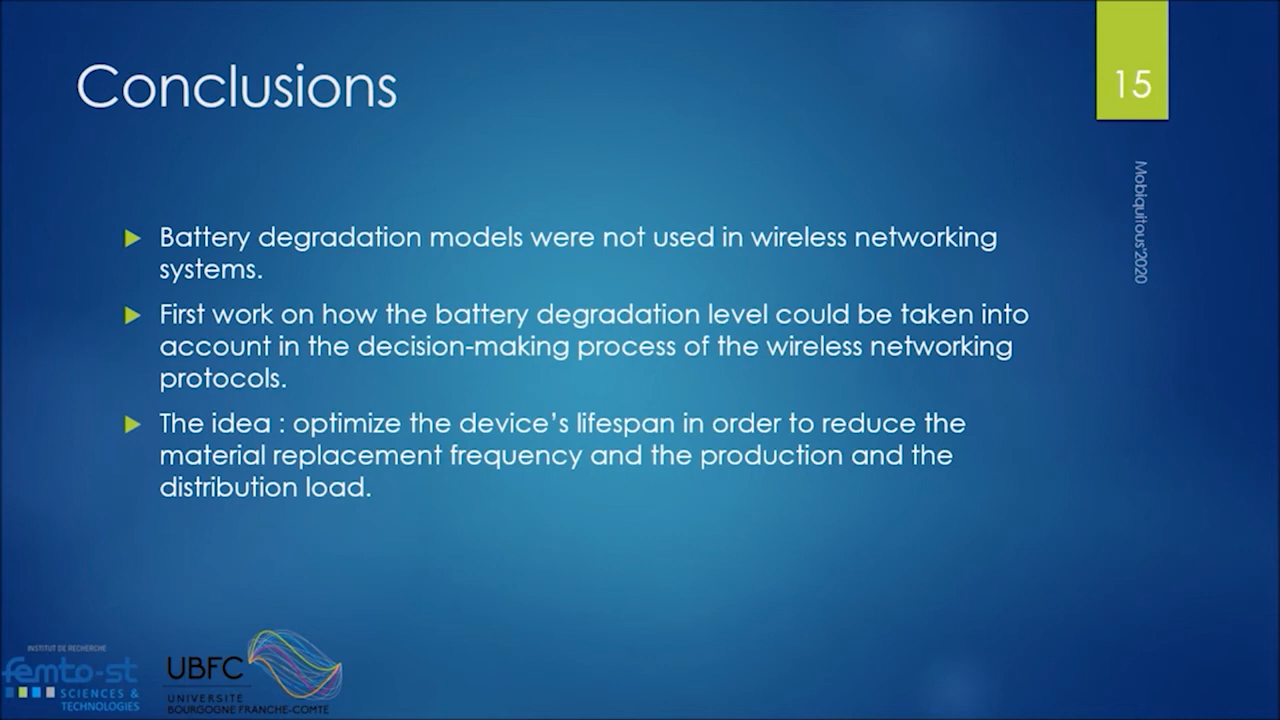 Conclusions
15
Mobiquitous'2020
Battery degradation models were not used in wireless networking
systems.
First work on how the battery degradation level could be taken into
account in the decision-making process of the wireless networking
protocols.
The idea : optimize the device's lifespan in order to reduce the
material replacement frequency and the production and the
distribution load.
INSTITUT DE RECHERCHE
femto-st
SCIENCES &
TECHNOLOGIES
UBFC
UNIVERSITÉ
BOURGOGNE FRANCHE-COMTÉ